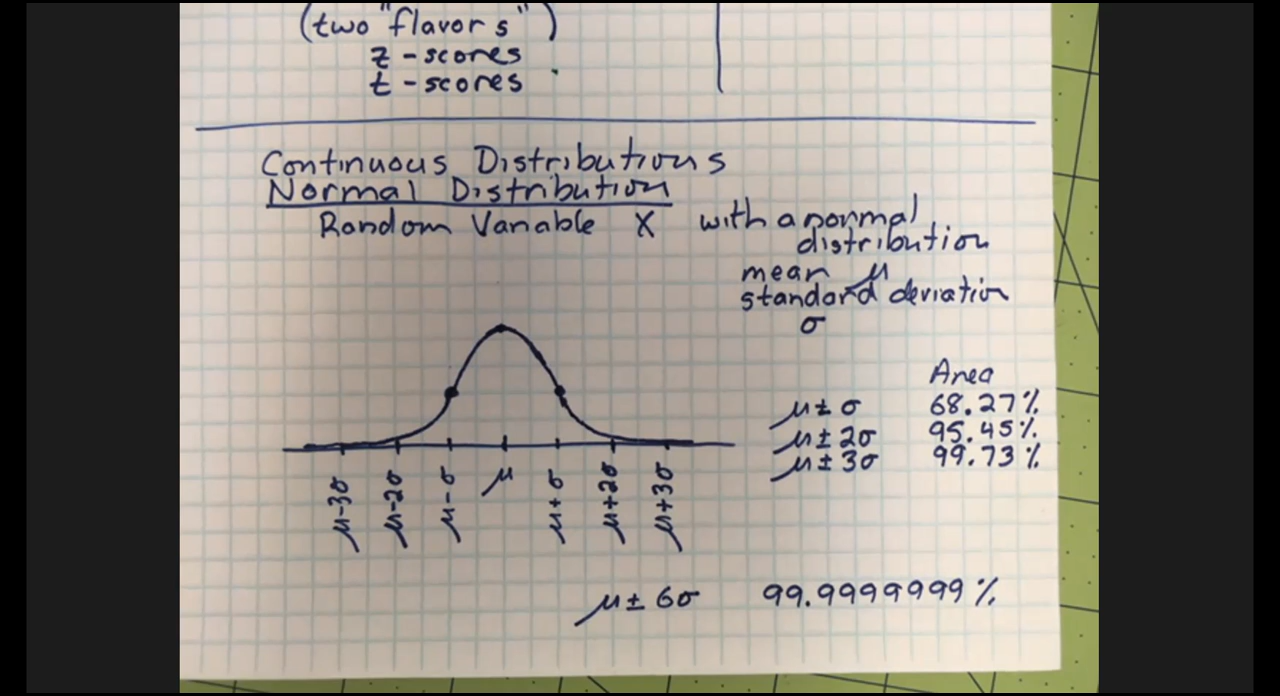 (two "flavors")
z - scores
t - scores
Continuous Distributions
Normal Distribution
Random Variable X with a normal
distribution
mean μ
standard deviation
σ
Area
μ ± σ 68.27%
μ ± 2σ 95.45%
μ ± 3σ 99.73%
μ-3σ μ-2σ μ-σ μ μ+σ μ+2σ μ+3σ
μ ± 6σ 99.9999999%